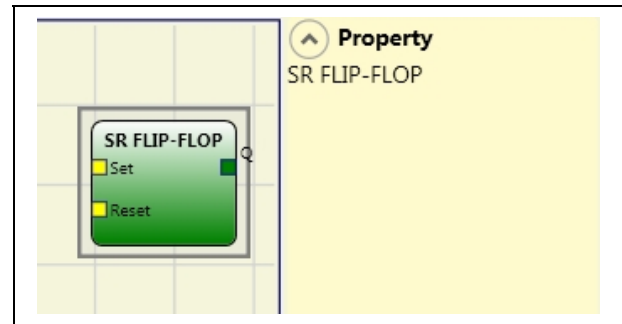 Property
SR FLIP-FLOP
SR FLIP-FLOP
Q
Set
Reset